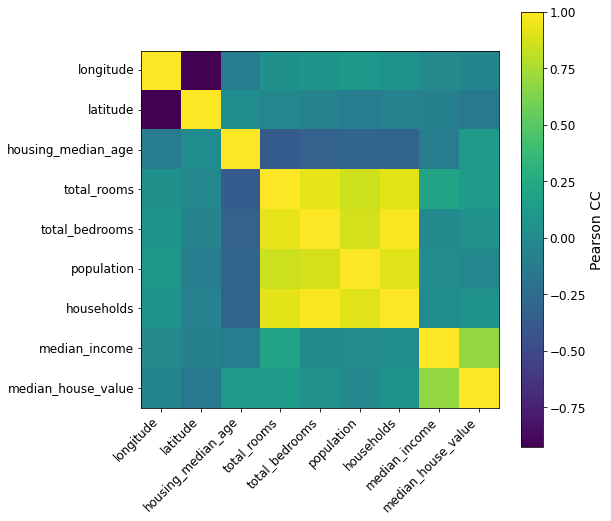 longitude
latitude
housing_median_age
total_rooms
total_bedrooms
population
households
median_income
median_house_value
longitude
latitude
housing_median_age
total_rooms
total_bedrooms
population
households
median_income
median_house_value
1.00
0.75
0.50
0.25
0.00
−0.25
−0.50
−0.75
Pearson CC